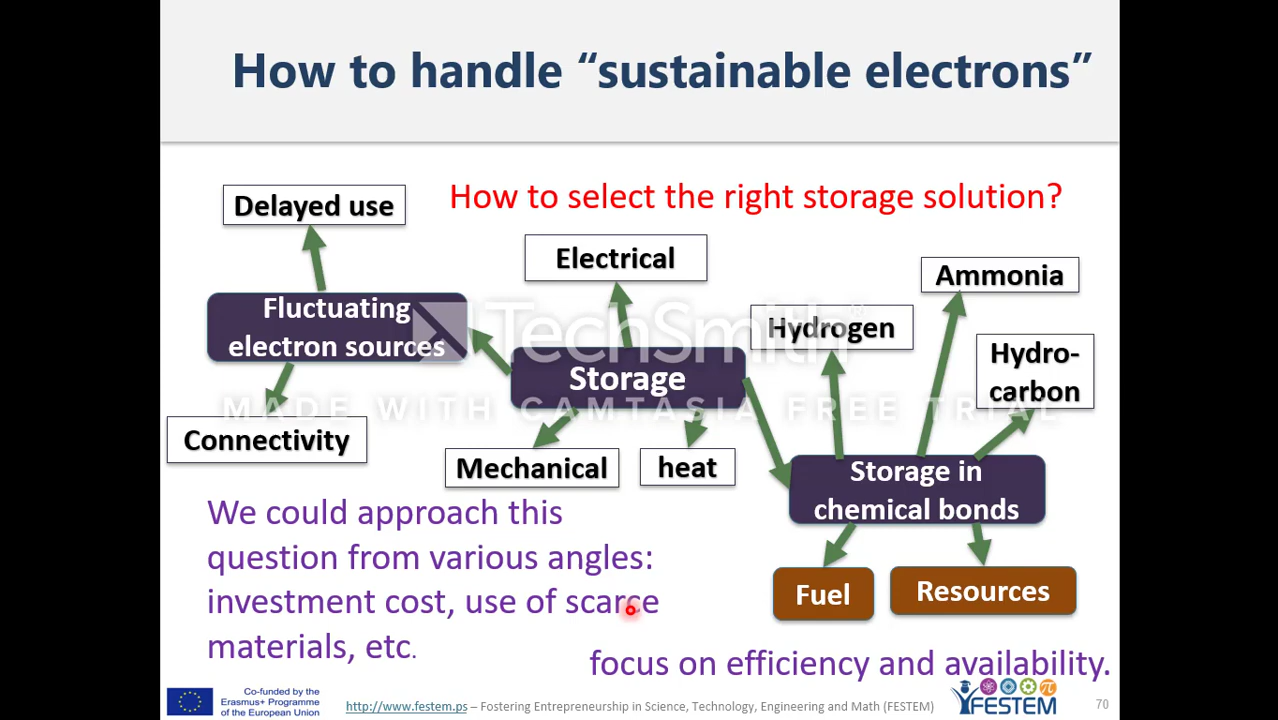 How to handle “sustainable electrons”
How to select the right storage solution?
Delayed use
Electrical
Ammonia
Fluctuating
electron sources
Hydrogen
Hydro-
carbon
Storage
TechSmith®
MADE WITH CAMTASIA FREE TRIAL
Connectivity
Mechanical
heat
Storage in
chemical bonds
We could approach this
question from various angles:
investment cost, use of scarce
materials, etc.
Fuel
Resources
focus on efficiency and availability.
Co-funded by the
Erasmus+ Programme
of the European Union
http://www.festem.ps – Fostering Entrepreneurship in Science, Technology, Engineering and Math (FESTEM)
FESTEM
70